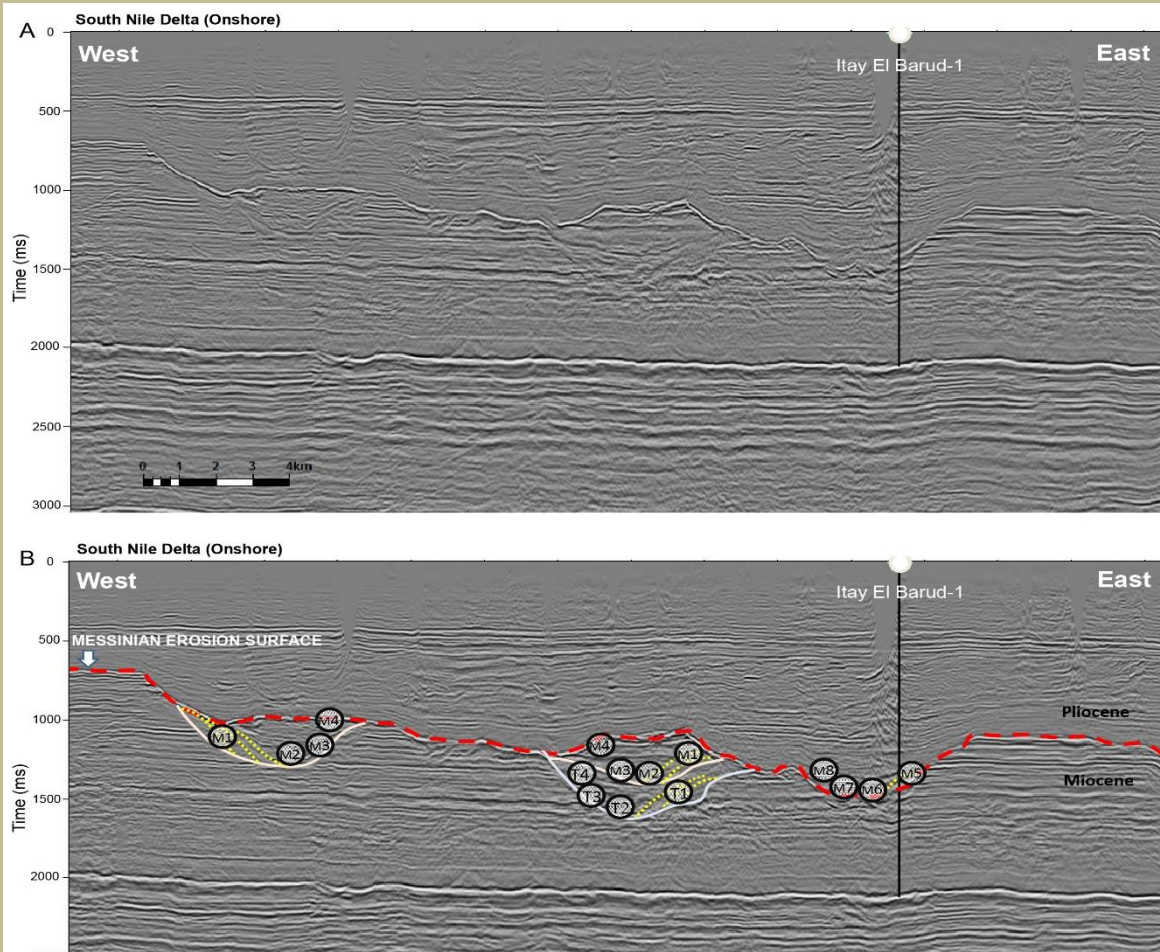 South Nile Delta (Onshore)
A
0
West
East
Itay El Barud-1
500
1000
Time (ms)
1500
2000
2500
0 1 2 3 4km
3000
South Nile Delta (Onshore)
B
0
West
East
Itay El Barud-1
500
MESSINIAN EROSION SURFACE
1000
Pliocene
M1
M4
M2
M3
M4
M1
T4
M3
M2
T3
T2
T1
M8
M7
M6
M5
Miocene
Time (ms)
1500
2000